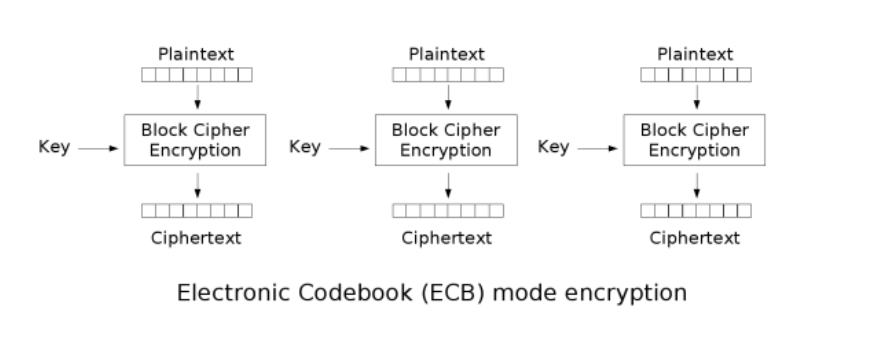 Plaintext Plaintext Plaintext
Block Cipher Block Cipher Block Cipher
Key Encryption Key Encryption Key Encryption
Ciphertext Ciphertext Ciphertext
Electronic Codebook (ECB) mode encryption